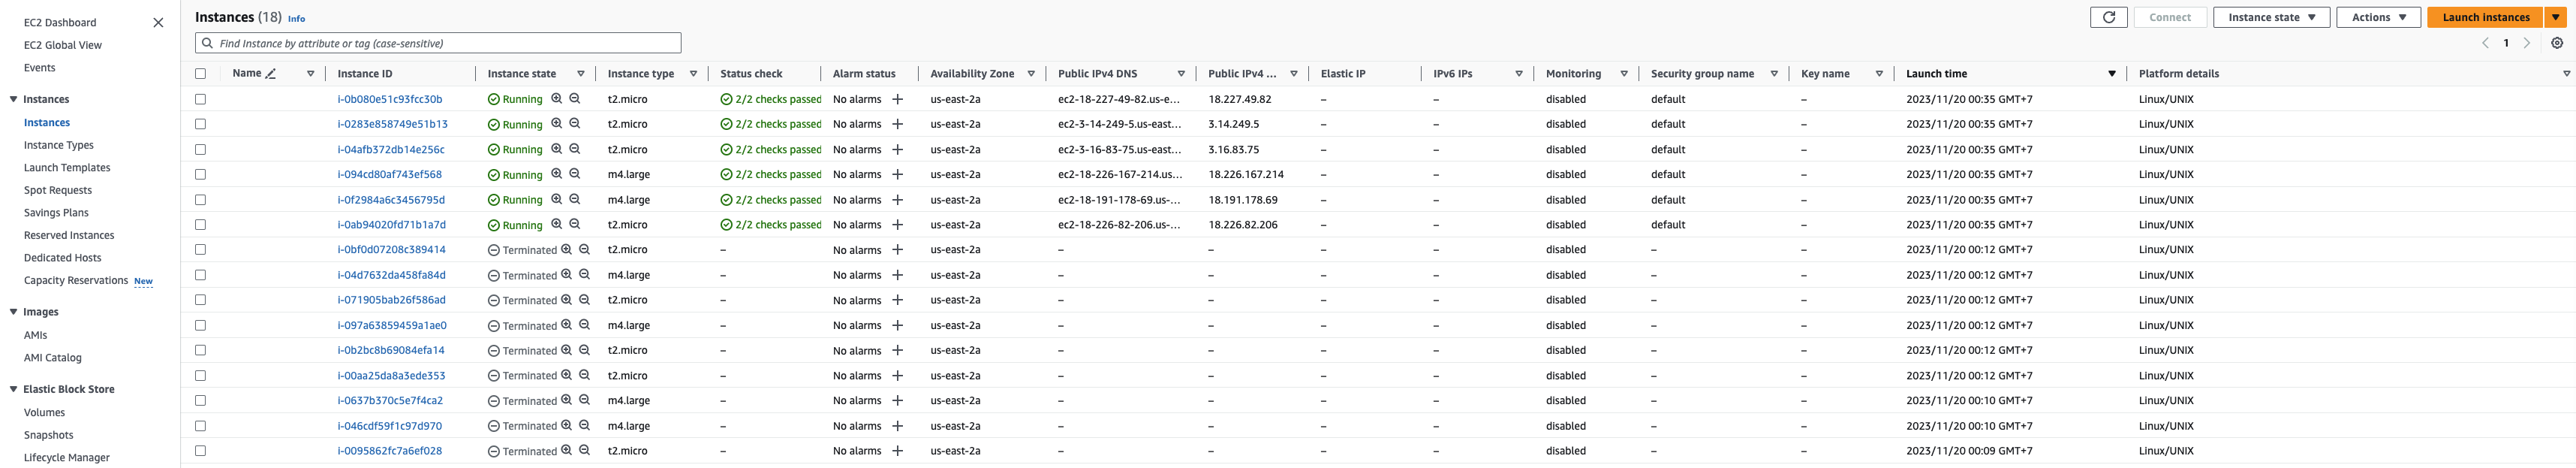 EC2 Dashboard
EC2 Global View
Events
Instances
Instances
Instance Types
Launch Templates
Spot Requests
Savings Plans
Reserved Instances
Dedicated Hosts
Capacity Reservations New
Images
AMIs
AMI Catalog
Elastic Block Store
Volumes
Snapshots
Lifecycle Manager
Instances (18) Info
Connect Instance state Actions Launch instances
Find Instance by attribute or tag (case-sensitive)
1
Name Instance ID Instance state Instance type Status check Alarm status Availability Zone Public IPv4 DNS Public IPv4 ... Elastic IP IPv6 IPs Monitoring Security group name Key name Launch time Platform details
i-0b080e51c93fcc30b Running t2.micro 2/2 checks passed No alarms + us-east-2a ec2-18-227-49-82.us-e... 18.227.49.82 – – disabled default – 2023/11/20 00:35 GMT+7 Linux/UNIX
i-0283e858749e51b13 Running t2.micro 2/2 checks passed No alarms + us-east-2a ec2-3-14-249-5.us-east... 3.14.249.5 – – disabled default – 2023/11/20 00:35 GMT+7 Linux/UNIX
i-04afb372db14e256c Running t2.micro 2/2 checks passed No alarms + us-east-2a ec2-3-16-83-75.us-east... 3.16.83.75 – – disabled default – 2023/11/20 00:35 GMT+7 Linux/UNIX
i-094cd80af743ef568 Running m4.large 2/2 checks passed No alarms + us-east-2a ec2-18-226-167-214.us... 18.226.167.214 – – disabled default – 2023/11/20 00:35 GMT+7 Linux/UNIX
i-0f2984a6c3456795d Running m4.large 2/2 checks passed No alarms + us-east-2a ec2-18-191-178-69.us-... 18.191.178.69 – – disabled default – 2023/11/20 00:35 GMT+7 Linux/UNIX
i-0ab94020fd71b1a7d Running t2.micro 2/2 checks passed No alarms + us-east-2a ec2-18-226-82-206.us-... 18.226.82.206 – – disabled default – 2023/11/20 00:35 GMT+7 Linux/UNIX
i-0bf0d07208c389414 Terminated t2.micro – No alarms + us-east-2a – – – – disabled – – 2023/11/20 00:12 GMT+7 Linux/UNIX
i-04d7632da458fa84d Terminated m4.large – No alarms + us-east-2a – – – – disabled – – 2023/11/20 00:12 GMT+7 Linux/UNIX
i-071905bab26f586ad Terminated t2.micro – No alarms + us-east-2a – – – – disabled – – 2023/11/20 00:12 GMT+7 Linux/UNIX
i-097a63859459a1ae0 Terminated m4.large – No alarms + us-east-2a – – – – disabled – – 2023/11/20 00:12 GMT+7 Linux/UNIX
i-0b2bc8b69084efa14 Terminated t2.micro – No alarms + us-east-2a – – – – disabled – – 2023/11/20 00:12 GMT+7 Linux/UNIX
i-00aa25da8a3ede353 Terminated t2.micro – No alarms + us-east-2a – – – – disabled – – 2023/11/20 00:12 GMT+7 Linux/UNIX
i-0637b370c5e7f4ca2 Terminated m4.large – No alarms + us-east-2a – – – – disabled – – 2023/11/20 00:10 GMT+7 Linux/UNIX
i-046cdf59f1c97d970 Terminated m4.large – No alarms + us-east-2a – – – – disabled – – 2023/11/20 00:10 GMT+7 Linux/UNIX
i-0095862fc7a6ef028 Terminated t2.micro – No alarms + us-east-2a – – – – disabled – – 2023/11/20 00:09 GMT+7 Linux/UNIX